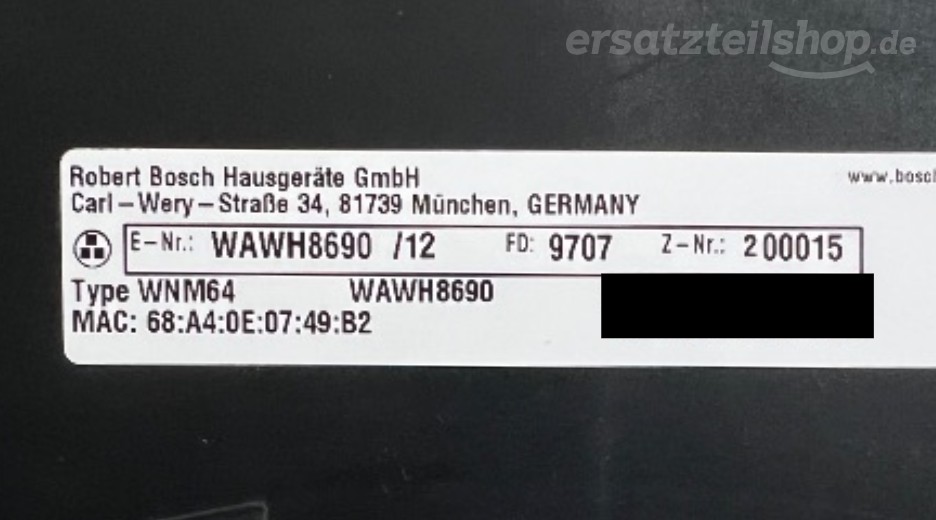 ersatzteilshop.de
Robert Bosch Hausgeräte GmbH www.bosch
Carl-Wery-Straße 34, 81739 München, GERMANY
E-Nr.: WAWH8690 /12 FD: 9707 Z-Nr.: 200015
Type WNM64 WAWH8690
MAC: 68:A4:0E:07:49:B2